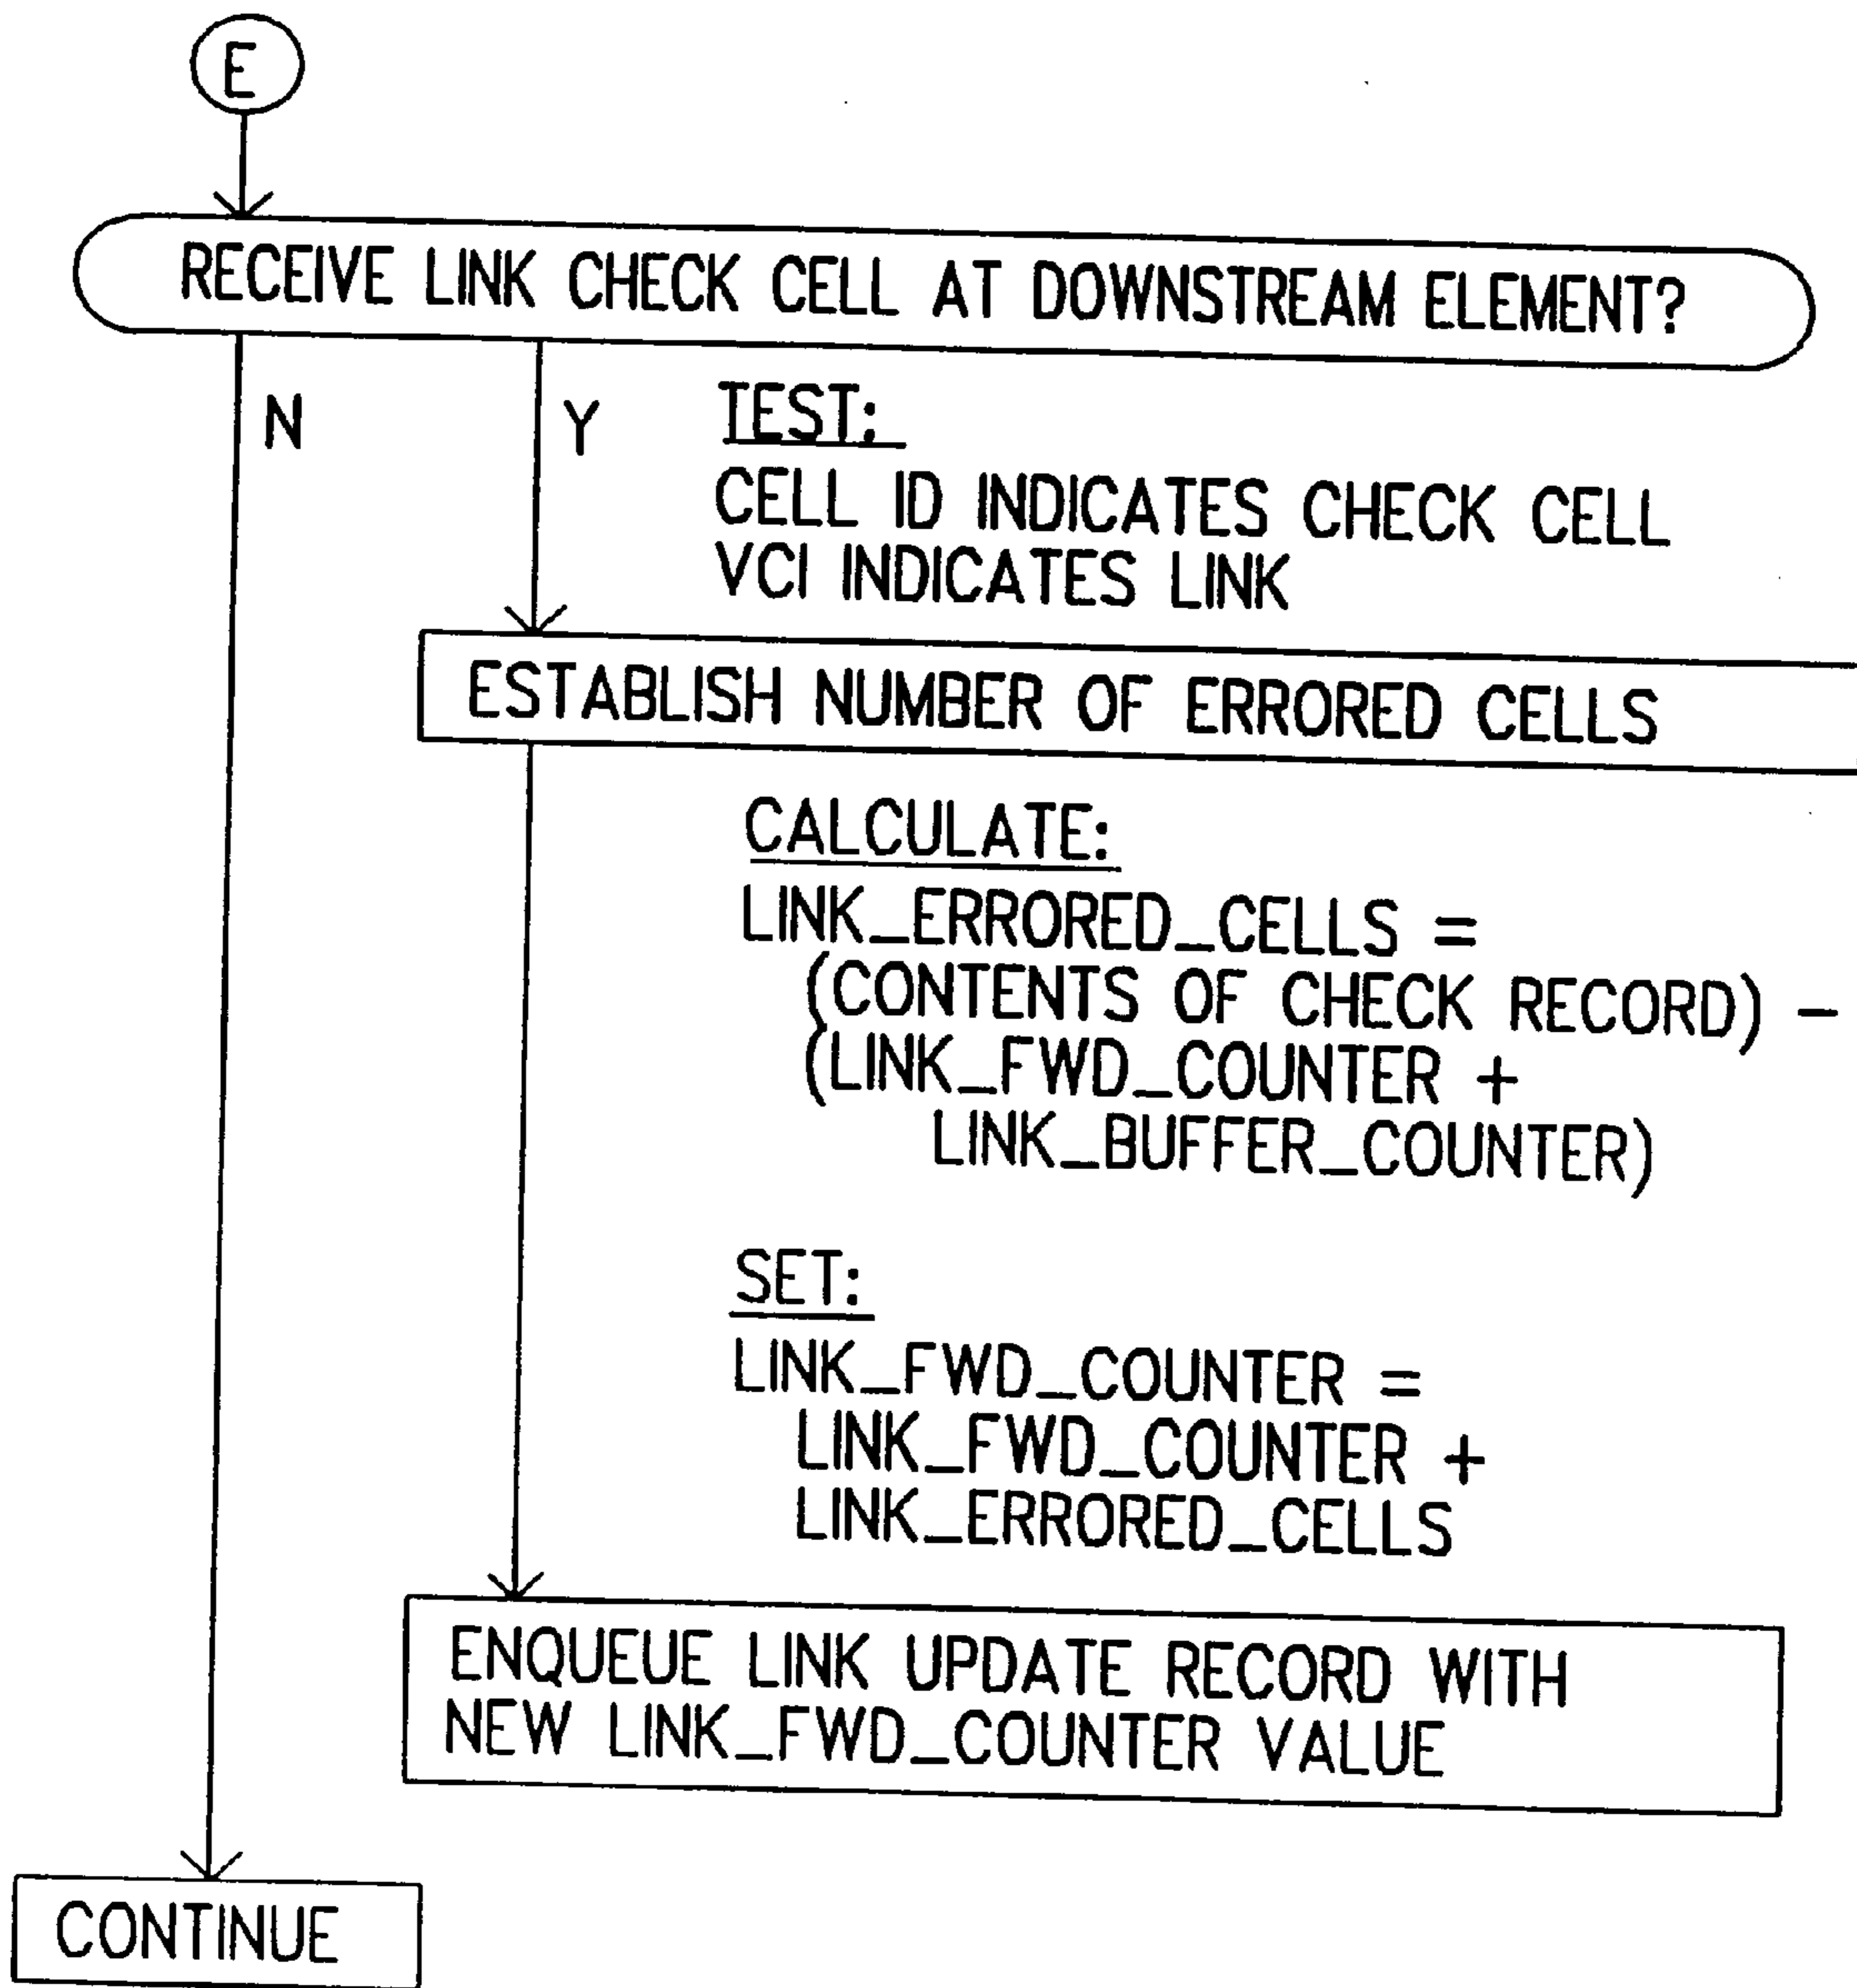 E
RECEIVE LINK CHECK CELL AT DOWNSTREAM ELEMENT?
N
Y
TEST:
CELL ID INDICATES CHECK CELL
VCI INDICATES LINK
ESTABLISH NUMBER OF ERRORED CELLS
CALCULATE:
LINK_ERRORED_CELLS =
(CONTENTS OF CHECK RECORD) –
(LINK_FWD_COUNTER +
LINK_BUFFER_COUNTER)
SET:
LINK_FWD_COUNTER =
LINK_FWD_COUNTER +
LINK_ERRORED_CELLS
ENQUEUE LINK UPDATE RECORD WITH
NEW LINK_FWD_COUNTER VALUE
CONTINUE